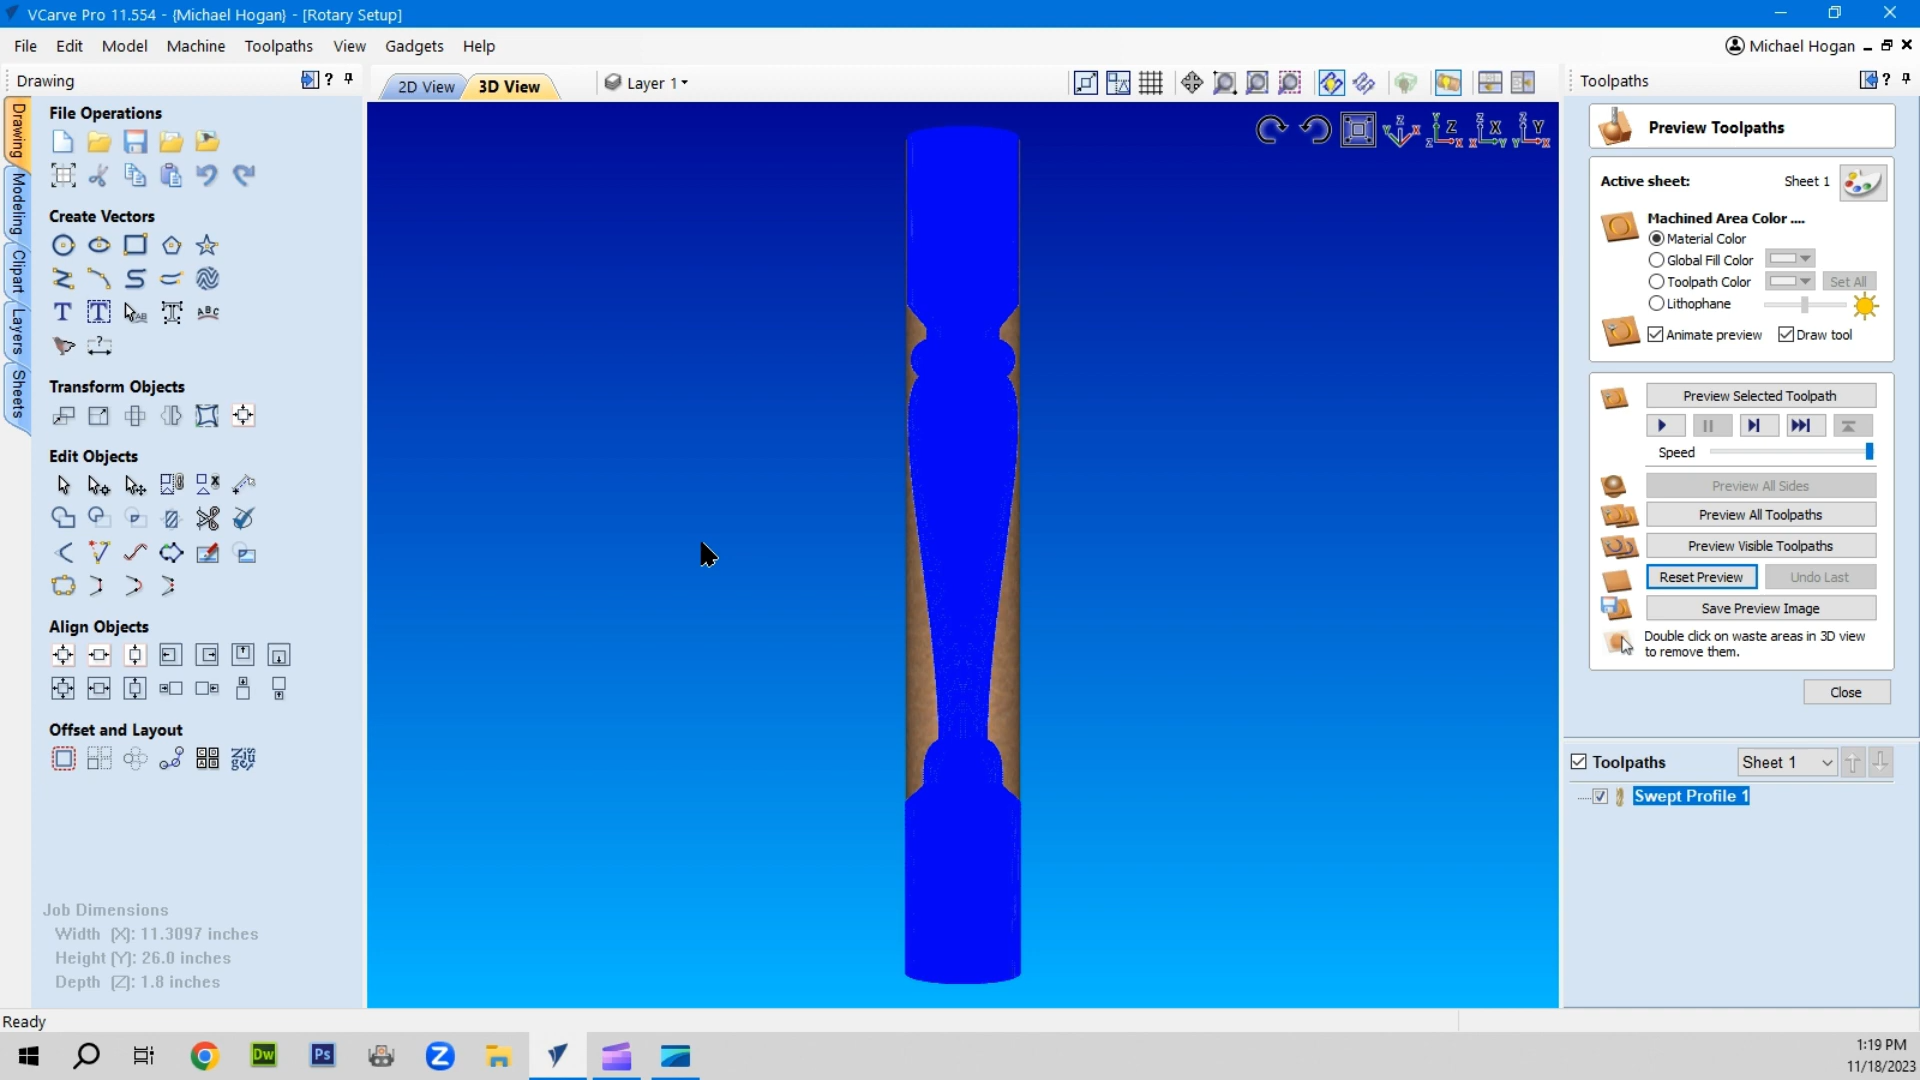 VCarve Pro 11.554 - {Michael Hogan} - [Rotary Setup]
File Edit Model Machine Toolpaths View Gadgets Help
Michael Hogan
Drawing
2D View
3D View
Layer 1
Toolpaths
Drawing
Modeling
Clipart
Layers
Sheets
File Operations
Create Vectors
Transform Objects
Edit Objects
Align Objects
Offset and Layout
Job Dimensions
Width (X): 11.3097 inches
Height (Y): 26.0 inches
Depth (Z): 1.8 inches
Preview Toolpaths
Active sheet: Sheet 1
Machined Area Color ....
Material Color
Global Fill Color
Toolpath Color Set All
Lithophane
Animate preview Draw tool
Preview Selected Toolpath
Speed
Preview All Sides
Preview All Toolpaths
Preview Visible Toolpaths
Reset Preview Undo Last
Save Preview Image
Double click on waste areas in 3D view
to remove them.
Close
Toolpaths Sheet 1
Swept Profile 1
Ready
Dw
Ps
Z
1:19 PM
11/18/2023